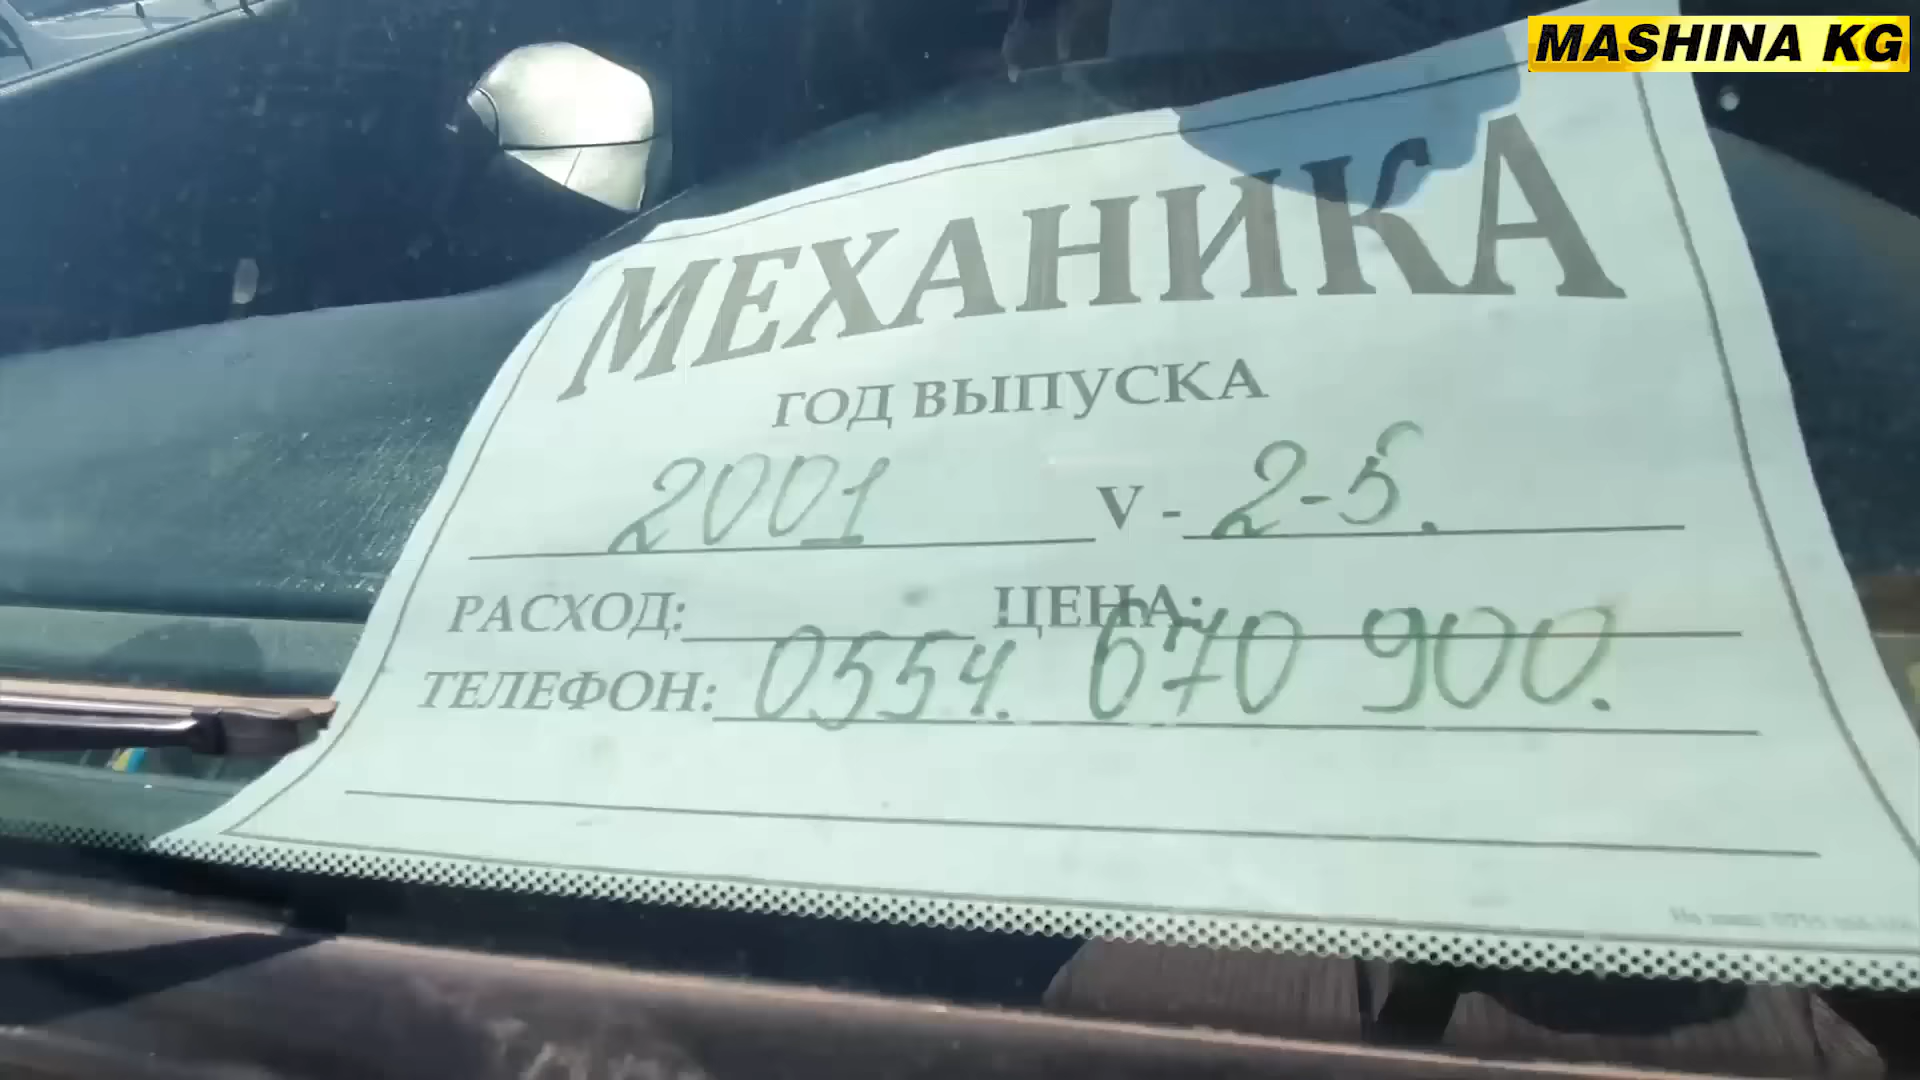 MASHINA KG
МЕХАНИКА
ГОД ВЫПУСКА
2001 V - 2-5.
РАСХОД: ЦЕНА:
ТЕЛЕФОН: 0554. 670 900.